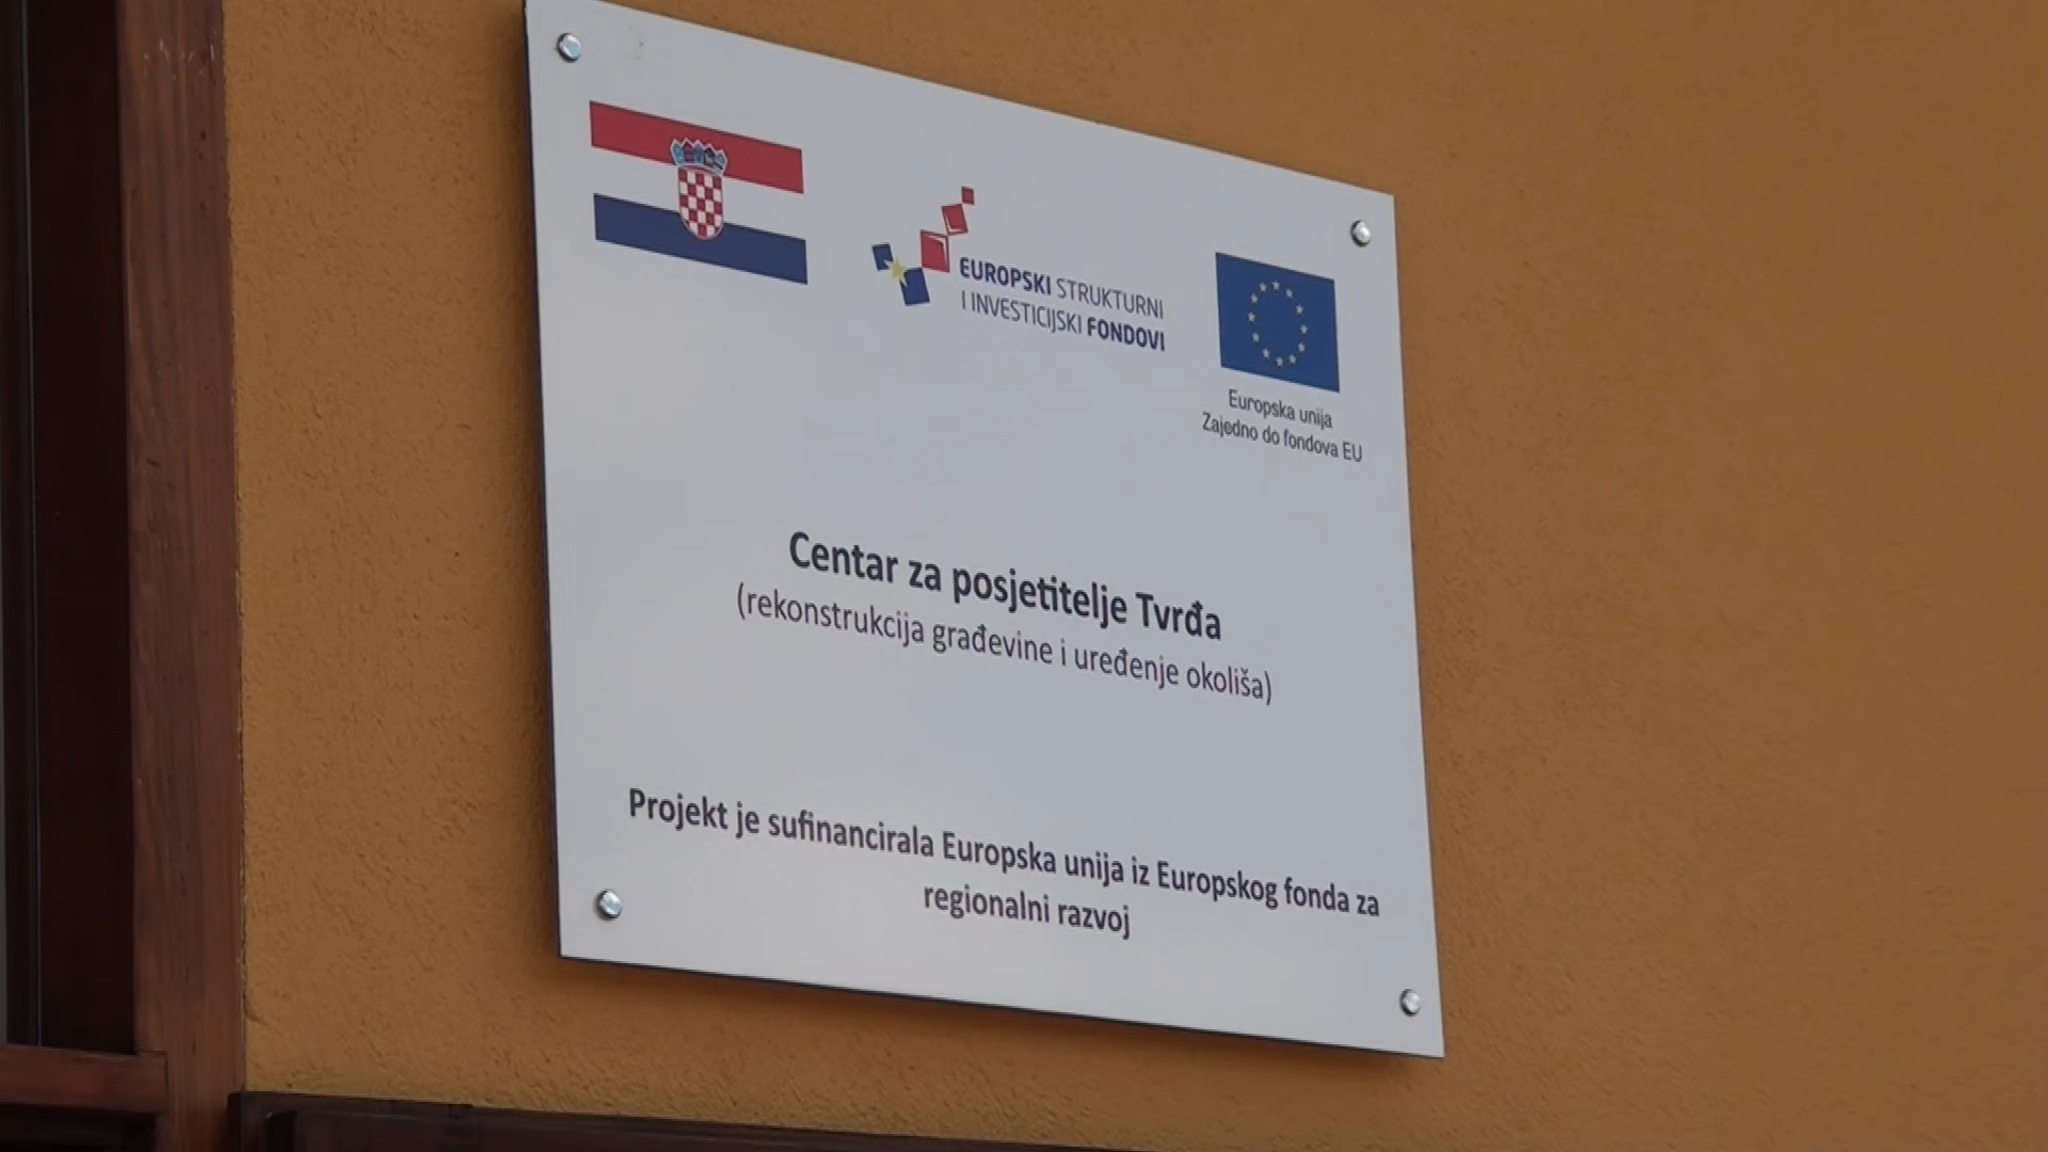 EUROPSKI STRUKTURNI
I INVESTICIJSKI FONDOVI
Europska unija
Zajedno do fondova EU
Centar za posjetitelje Tvrđa
(rekonstrukcija građevine i uređenje okoliša)
Projekt je sufinancirala Europska unija iz Europskog fonda za
regionalni razvoj